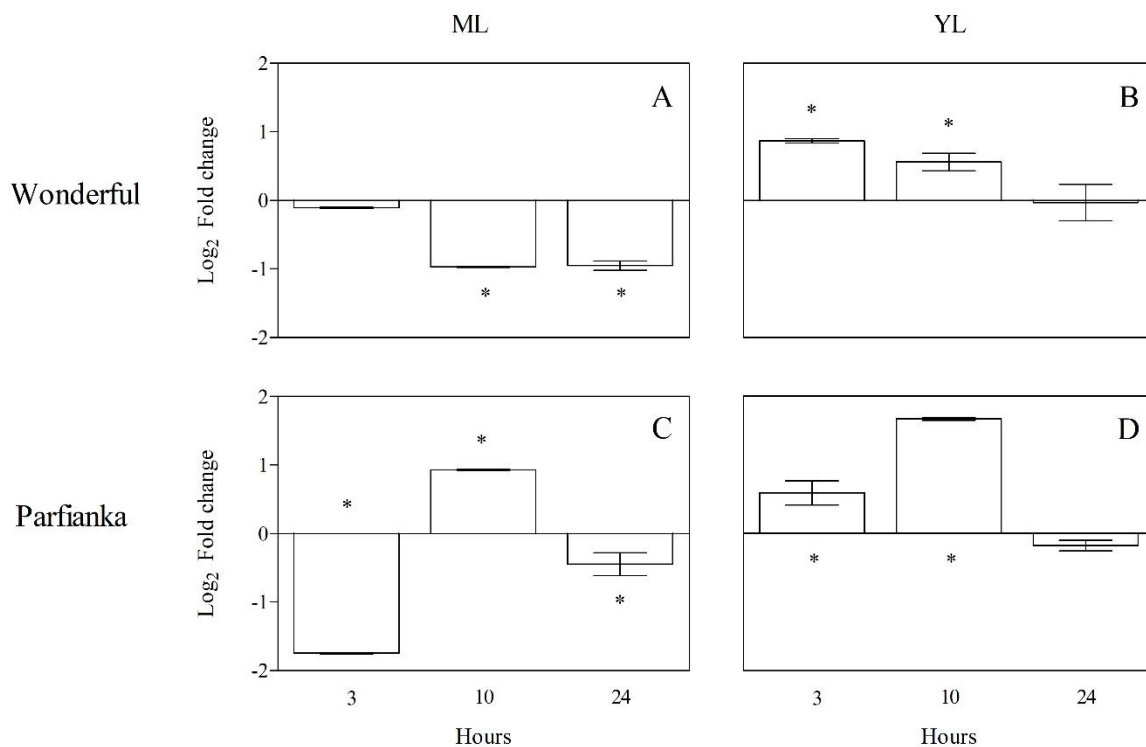 ML
YL
Wonderful
Log₂ Fold change
2
1
0
-1
-2
A
*
*
B
*
*
Parfianka
Log₂ Fold change
2
1
0
-1
-2
C
*
*
*
D
*
*
3
10
24
3
10
24
Hours
Hours